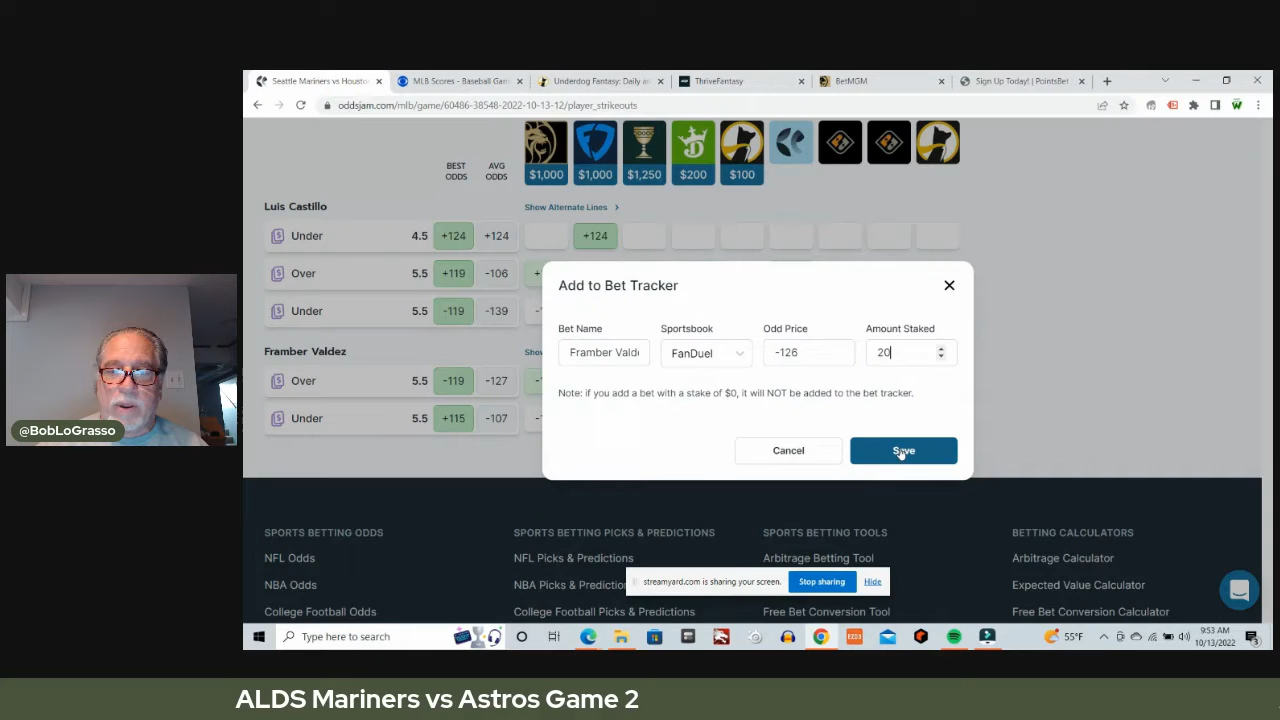 Seattle Mariners vs Housto
MLB Scores - Baseball Gam
Underdog Fantasy: Daily an
ThriveFantasy
BetMGM
Sign Up Today! | PointsBet
oddsjam.com/mlb/game/60486-38548-2022-10-13-12/player_strikeouts
BEST ODDS
AVG ODDS
$1,000
$1,000
$1,250
$200
$100
Luis Castillo
Show Alternate Lines >
Under 4.5 +124 +124 +124
Over 5.5 +119 -106
Under 5.5 -119 -139
Framber Valdez
Show
Over 5.5 -119 -127
Under 5.5 +115 -107
Add to Bet Tracker
Bet Name
Sportsbook
Odd Price
Amount Staked
Framber Valde
FanDuel
-126
20
Note: if you add a bet with a stake of $0, it will NOT be added to the bet tracker.
Cancel
Save
@BobLoGrasso
SPORTS BETTING ODDS
NFL Odds
NBA Odds
College Football Odds
SPORTS BETTING PICKS & PREDICTIONS
NFL Picks & Predictions
NBA Picks & Prediction
College Football Picks & Predictions
SPORTS BETTING TOOLS
Arbitrage Betting Tool
Free Bet Conversion Tool
BETTING CALCULATORS
Arbitrage Calculator
Expected Value Calculator
Free Bet Conversion Calculator
streamyard.com is sharing your screen.
Stop sharing
Hide
Type here to search
55°F
9:53 AM
10/13/2022
ALDS Mariners vs Astros Game 2